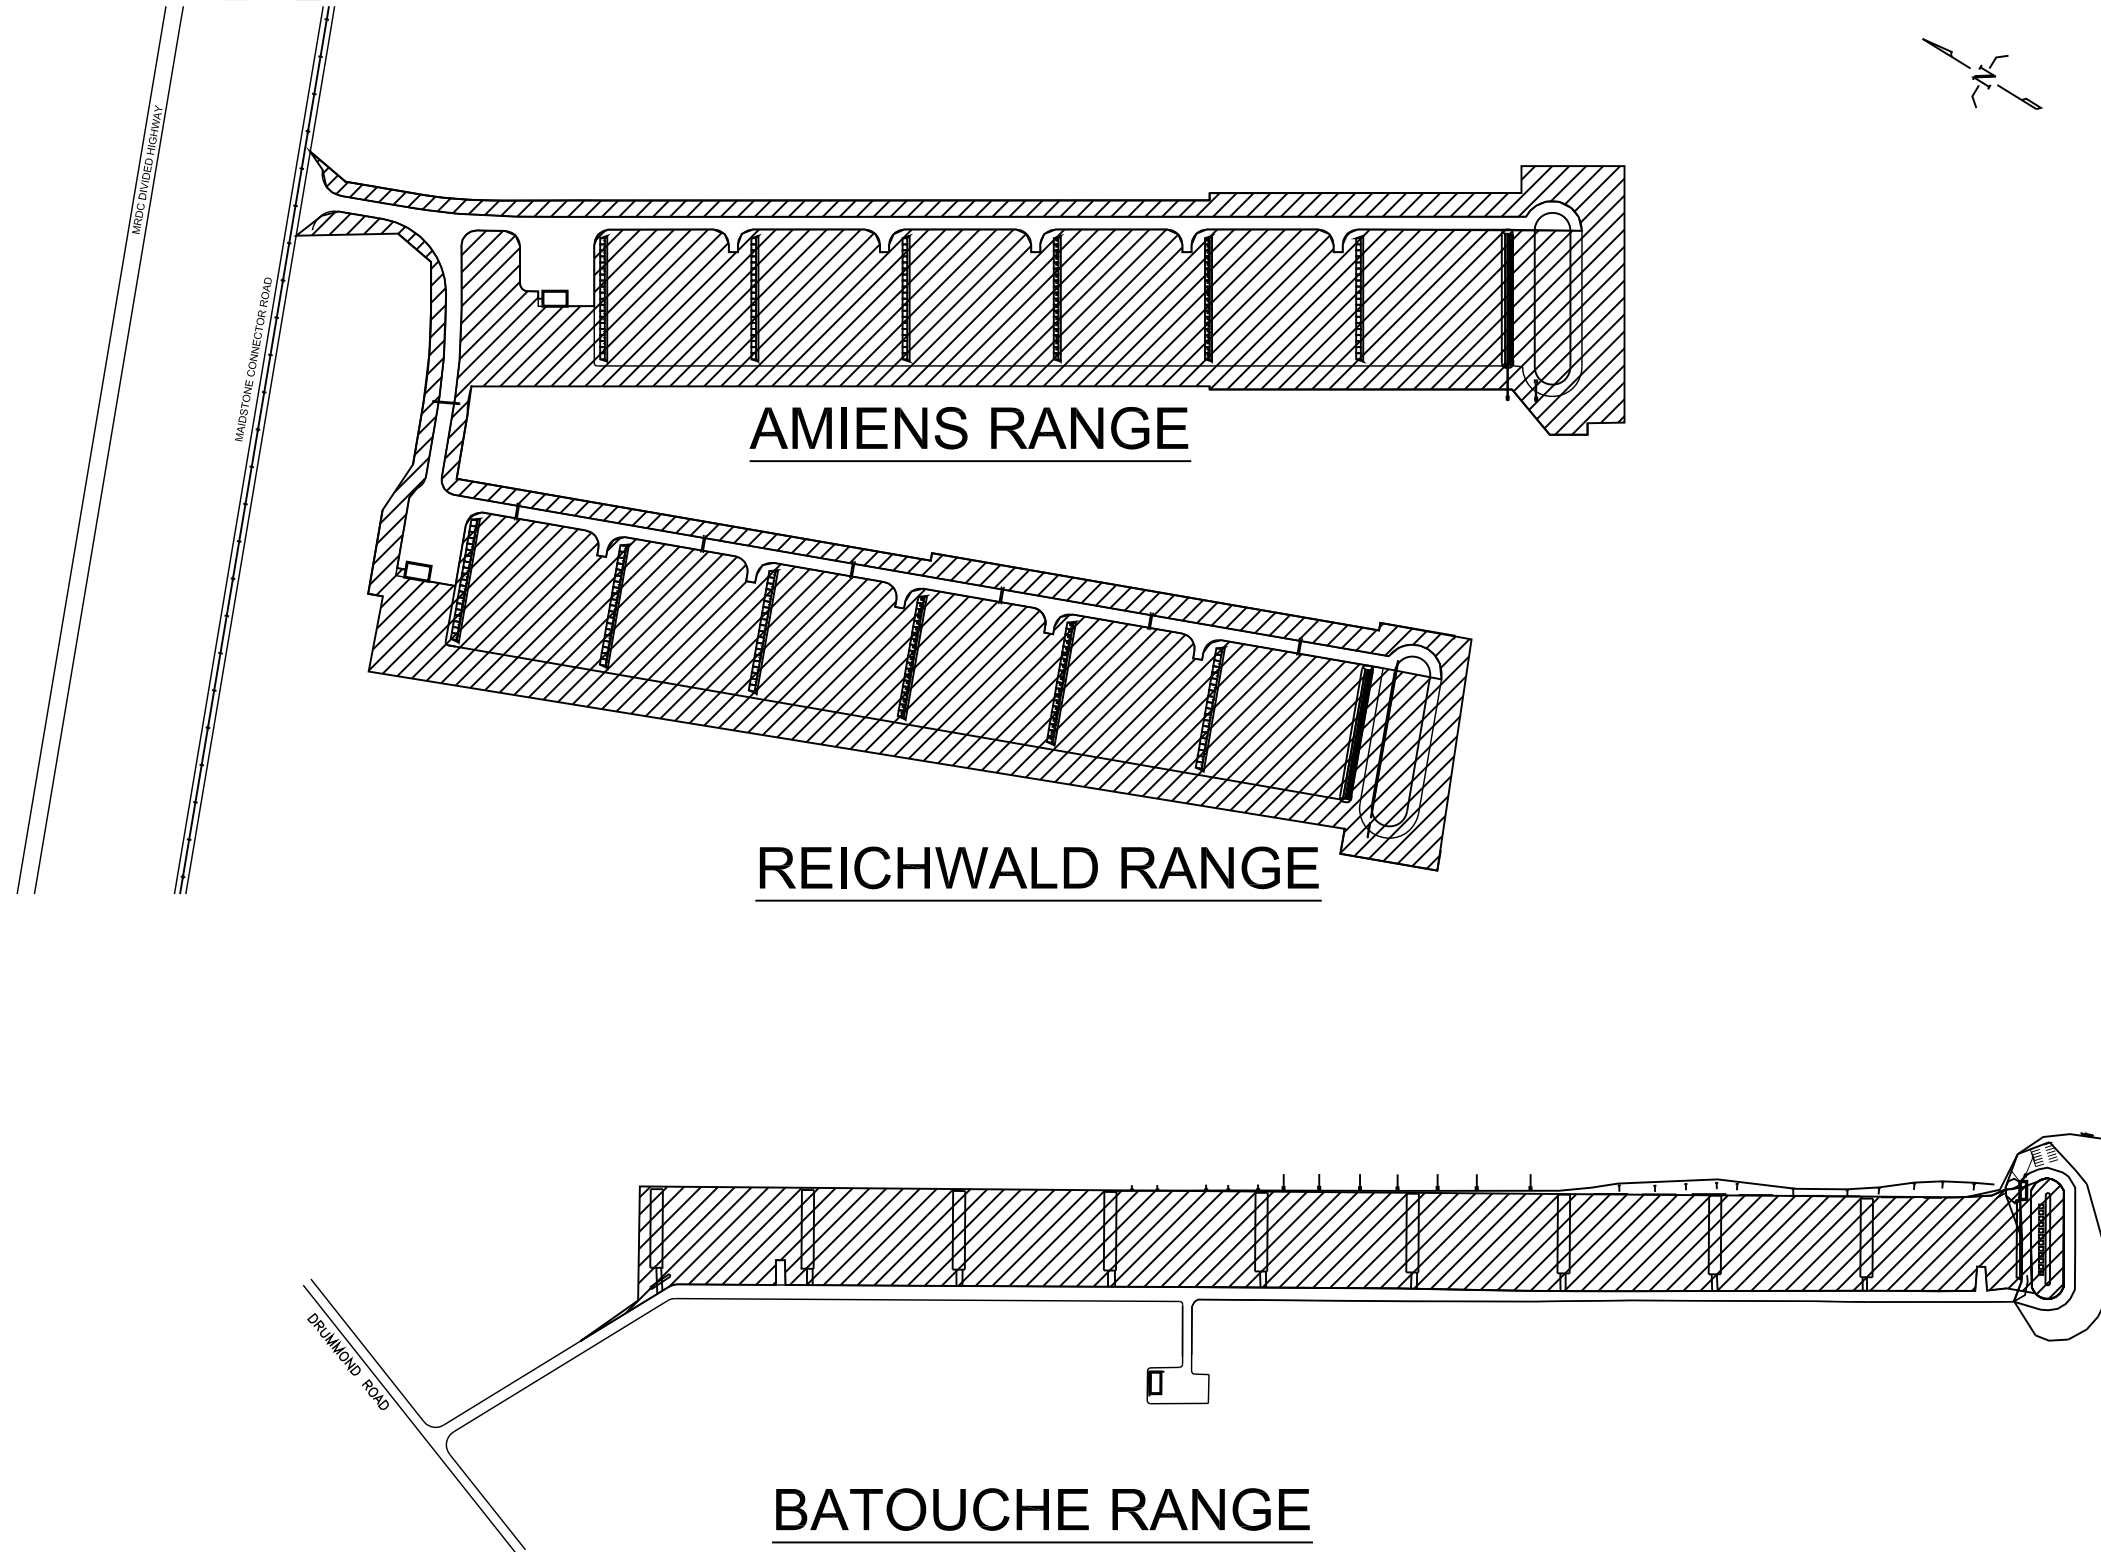 N
MRDC DIVIDED HIGHWAY
MAIDSTONE CONNECTOR ROAD
AMIENS RANGE
REICHWALD RANGE
DRUMMOND ROAD
BATOUCHE RANGE